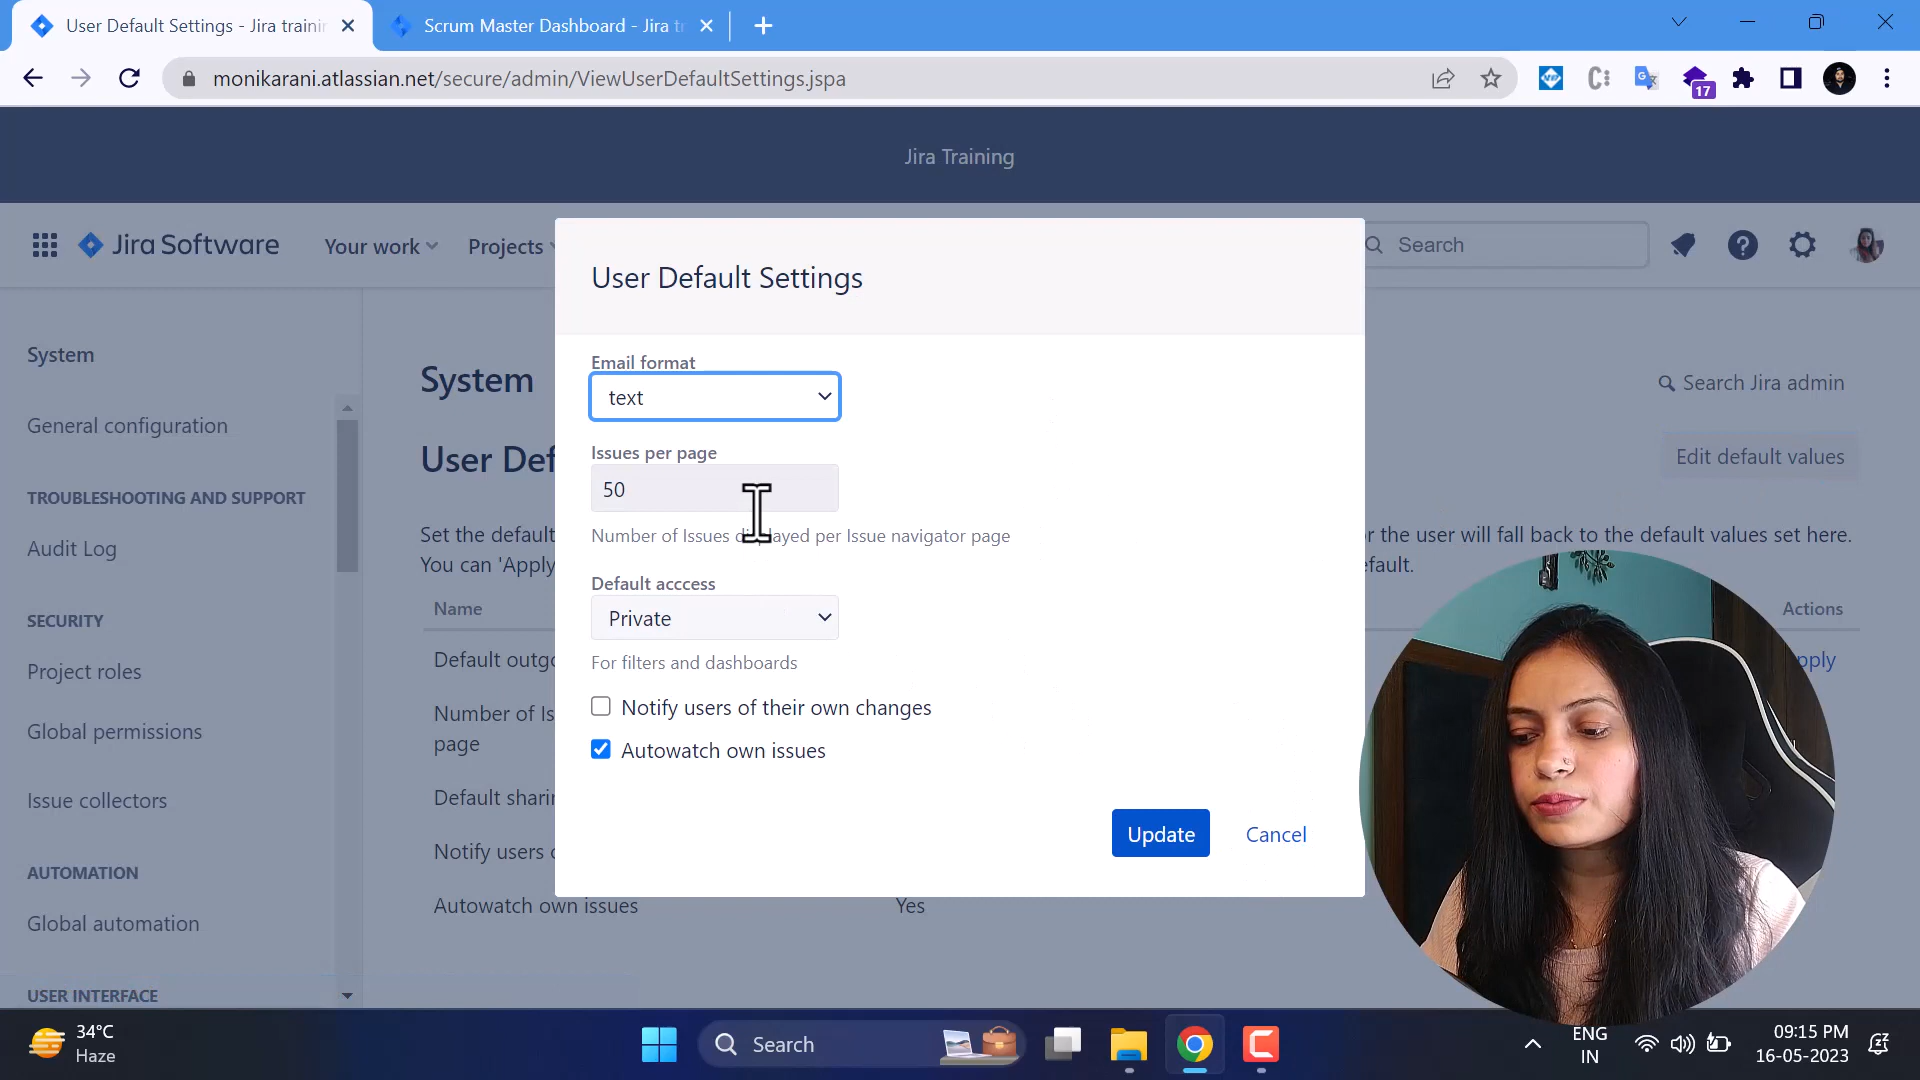 User Default Settings - Jira trainin
Scrum Master Dashboard - Jira tr
monikarani.atlassian.net/secure/admin/ViewUserDefaultSettings.jspa
17
Jira Training
Jira Software
Your work
Projects
Search
System
General configuration
TROUBLESHOOTING AND SUPPORT
Audit Log
SECURITY
Project roles
Global permissions
Issue collectors
AUTOMATION
Global automation
USER INTERFACE
System
Search Jira admin
User Def
Edit default values
Set the default
r the user will fall back to the default values set here.
You can 'Apply
efault.
Name
Actions
Default outgo
pply
Number of Is
page
Default sharin
Notify users o
Autowatch own issues
Yes
User Default Settings
Email format
text
Issues per page
50
Number of Issues displayed per Issue navigator page
Default acccess
Private
For filters and dashboards
Notify users of their own changes
Autowatch own issues
Update
Cancel
34°C
Haze
Search
ENG
IN
09:15 PM
16-05-2023